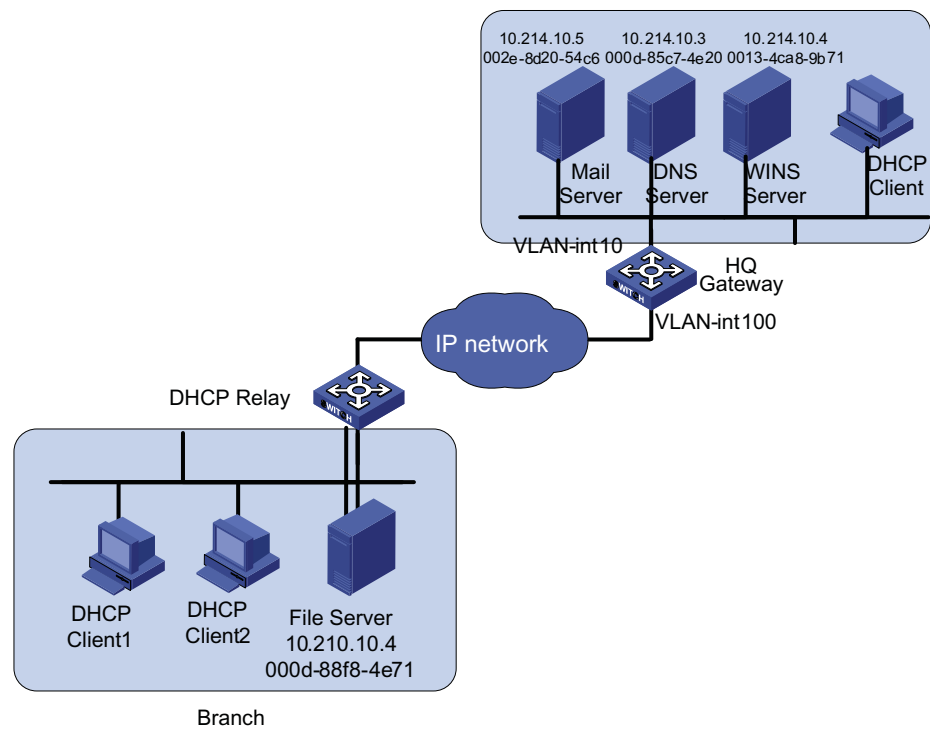 10.214.10.5 10.214.10.3 10.214.10.4
002e-8d20-54c6 000d-85c7-4e20 0013-4ca8-9b71
Mail
Server
DNS
Server
WINS
Server
DHCP
Client
VLAN-int10
HQ
Gateway
SWITCH
VLAN-int100
IP network
DHCP Relay
SWITCH
DHCP
Client1
DHCP
Client2
File Server
10.210.10.4
000d-88f8-4e71
Branch